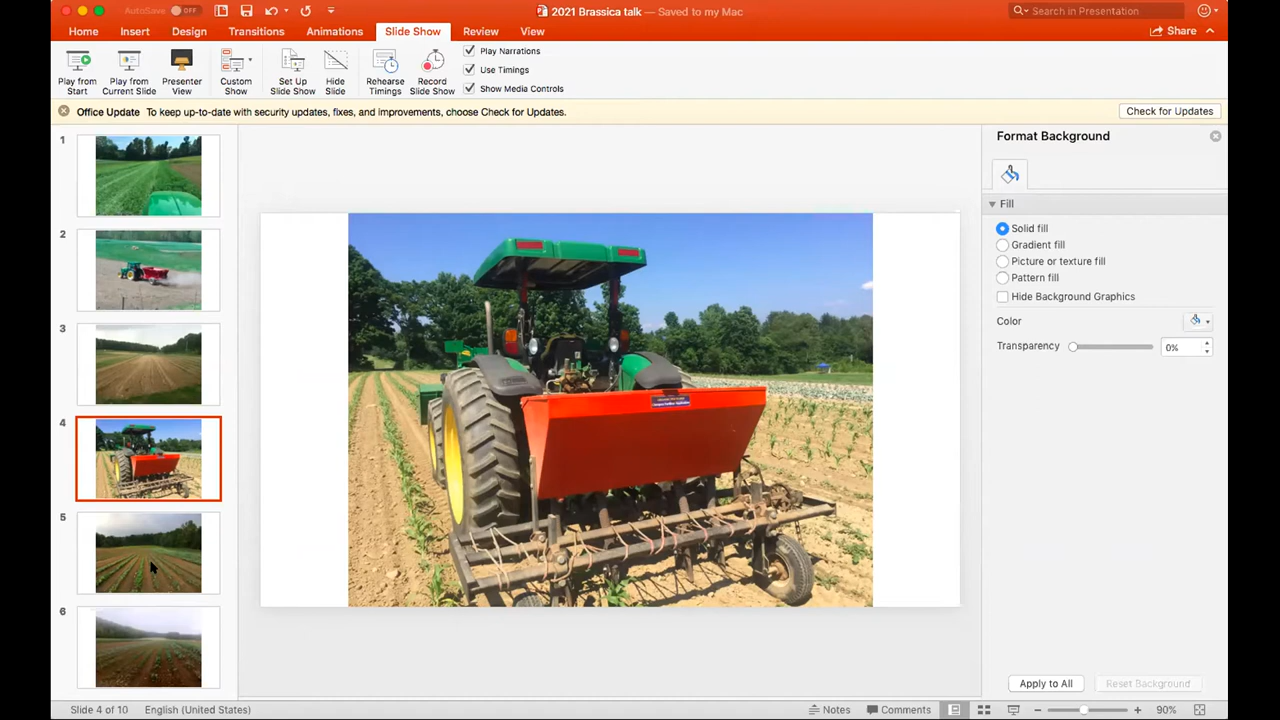 AutoSave OFF 2021 Brassica talk — Saved to my Mac Search in Presentation
Home Insert Design Transitions Animations Slide Show Review View Share
Play from Start
Play from Current Slide
Presenter View
Custom Show
Set Up Slide Show
Hide Slide
Rehearse Timings
Record Slide Show
Play Narrations
Use Timings
Show Media Controls
Office Update To keep up-to-date with security updates, fixes, and improvements, choose Check for Updates. Check for Updates
1
2
3
4
5
6
Format Background
Fill
Solid fill
Gradient fill
Picture or texture fill
Pattern fill
Hide Background Graphics
Color
Transparency 0%
Apply to All Reset Background
Slide 4 of 10 English (United States) Notes Comments 90%